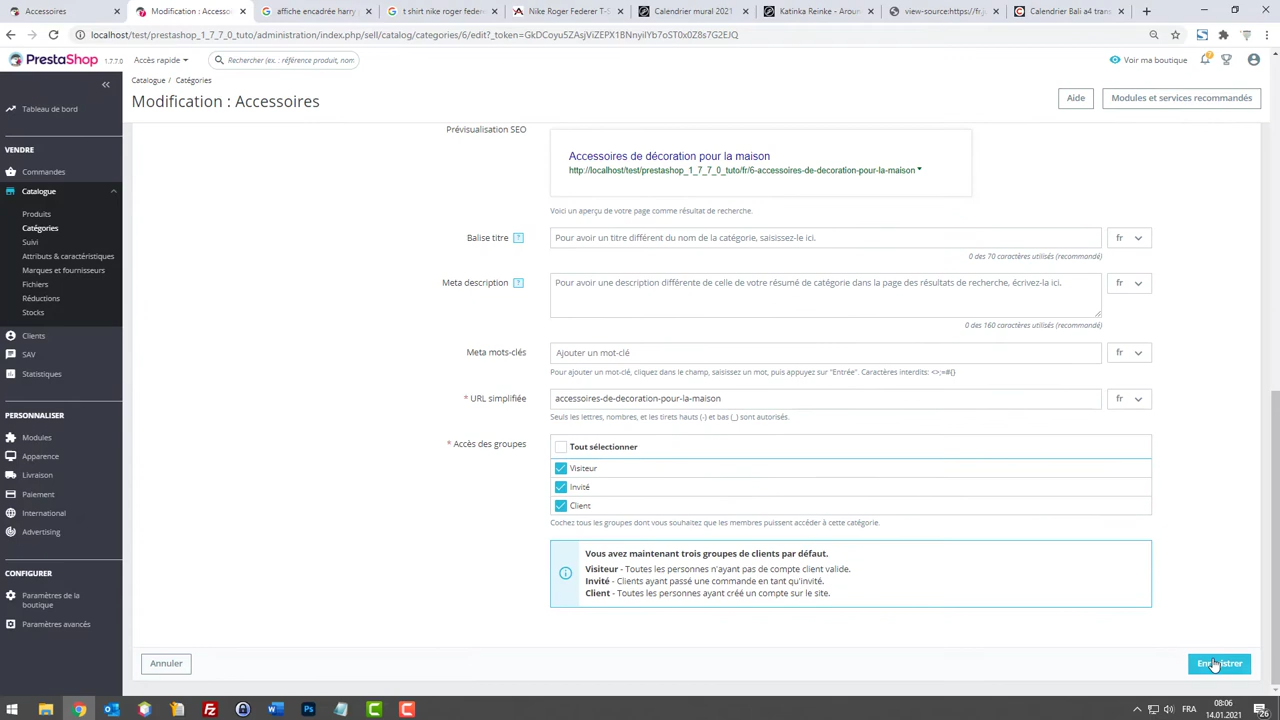 Accessoires
Modification : Accessoires
affiche encadrée harry
t shirt nike roger federer
Nike Roger Federer T-S
Calendrier mural 2021
Katinka Reinke - Aroun
view-source:https://fr.j
Calendrier Bali a4 trans
localhost/test/prestashop_1_7_7_0_tuto/administration/index.php/sell/catalog/categories/6/edit?_token=
PrestaShop 1.7.7.0
Accès rapide
Rechercher (ex. : référence produit, nom
Voir ma boutique
Catalogue / Catégories
Modification : Accessoires
Aide
Modules et services recommandés
Tableau de bord
VENDRE
Commandes
Catalogue
Produits
Catégories
Suivi
Attributs & caractéristiques
Marques et fournisseurs
Fichiers
Réductions
Stocks
Clients
SAV
Statistiques
PERSONNALISER
Modules
Apparence
Livraison
Paiement
International
Advertising
CONFIGURER
Paramètres de la
boutique
Paramètres avancés
Prévisualisation SEO
Accessoires de décoration pour la maison
http://localhost/test/prestashop_1_7_7_0_tuto/fr/6-accessoires-de-decoration-pour-la-maison
Voici un aperçu de votre page comme résultat de recherche.
Balise titre ?
Pour avoir un titre différent du nom de la catégorie, saisissez-le ici.
fr
0 des 70 caractères utilisés (recommandé)
Meta description ?
Pour avoir une description différente de celle de votre résumé de catégorie dans la page des résultats de recherche, écrivez-la ici.
fr
0 des 160 caractères utilisés (recommandé)
Meta mots-clés
Ajouter un mot-clé
fr
Pour ajouter un mot-clé, cliquez dans le champ, saisissez un mot, puis appuyez sur "Entrée". Caractères interdits: <>;=#{}
* URL simplifiée
accessoires-de-decoration-pour-la-maison
fr
Seuls les lettres, nombres, et les tirets hauts (-) et bas (_) sont autorisés.
* Accès des groupes
Tout sélectionner
Visiteur
Invité
Client
Cochez tous les groupes dont vous souhaitez que les membres puissent accéder à cette catégorie.
Vous avez maintenant trois groupes de clients par défaut.
Visiteur - Toutes les personnes n'ayant pas de compte client valide.
Invité - Clients ayant passé une commande en tant qu'invité.
Client - Toutes les personnes ayant créé un compte sur le site.
Annuler
Enregistrer
FRA
08:06
14.01.2021
26